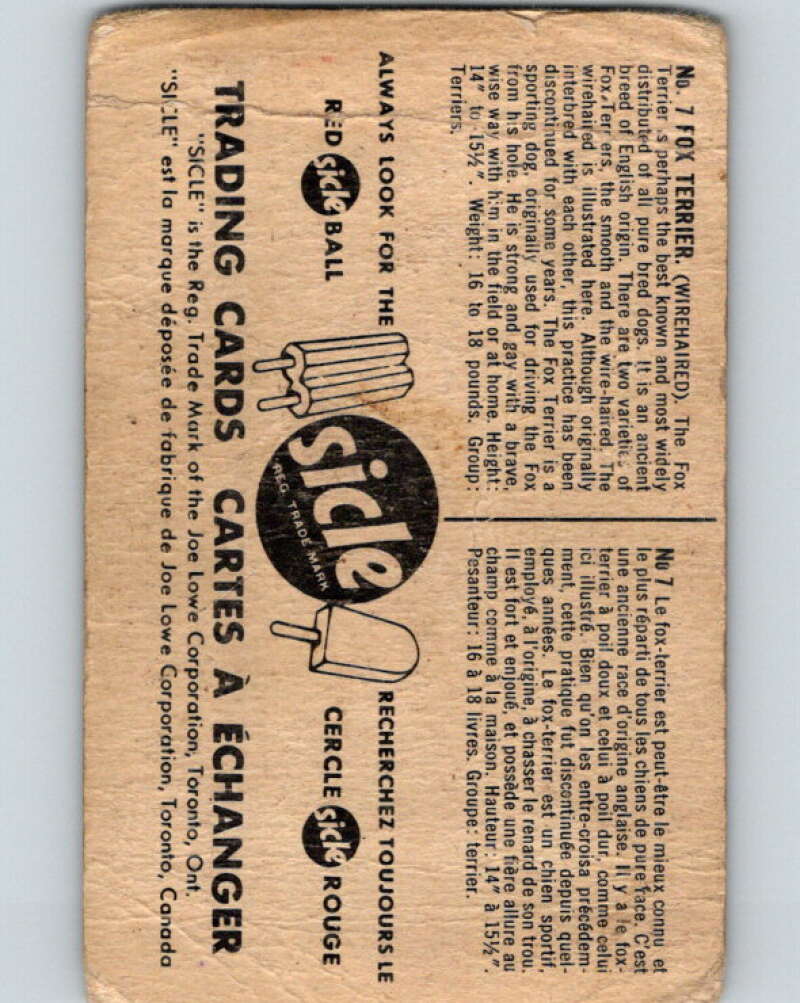 No. 7 FOX TERRIER. (WIREHAIRED). The Fox
Terrier is perhaps the best known and most widely
distributed of all pure bred dogs. It is an ancient
breed of English origin. There are two varieties of
Fox Terriers, the smooth and the wire-haired. The
wirehaired is illustrated here. Although originally
interbred with each other, this practice has been
discontinued for some years. The Fox Terrier is a
sporting dog, originally used for driving the Fox
from his hole. He is strong and gay with a brave,
wise way with him in the field or at home. Height:
14" to 15½". Weight: 16 to 18 pounds. Group:
Terriers.
No 7 Le fox-terrier est peut-être le mieux connu et
le plus réparti de tous les chiens de pure race. C'est
une ancienne race d'origine anglaise. Il y a le fox-
terrier à poil doux et celui à poil dur, comme celui
ici illustré. Bien qu'on les entre-croisa précédem-
ment, cette pratique fut discontinuée depuis quel-
ques années. Le fox-terrier est un chien sportif,
employé, à l'origine, à chasser le renard de son trou.
Il est fort et enjoué, et possède une fière allure au
champ comme à la maison. Hauteur: 14" à 15½".
Pesanteur: 16 à 18 livres. Groupe: terrier.
ALWAYS LOOK FOR THE
RED sicle BALL
sicle
REG. TRADE MARK
RECHERCHEZ TOUJOURS LE
CERCLE sicle ROUGE
TRADING CARDS CARTES À ÉCHANGER
"SICLE" is the Reg. Trade Mark of the Joe Lowe Corporation, Toronto, Ont.
"SICLE" est la marque déposée de fabrique de Joe Lowe Corporation, Toronto, Canada